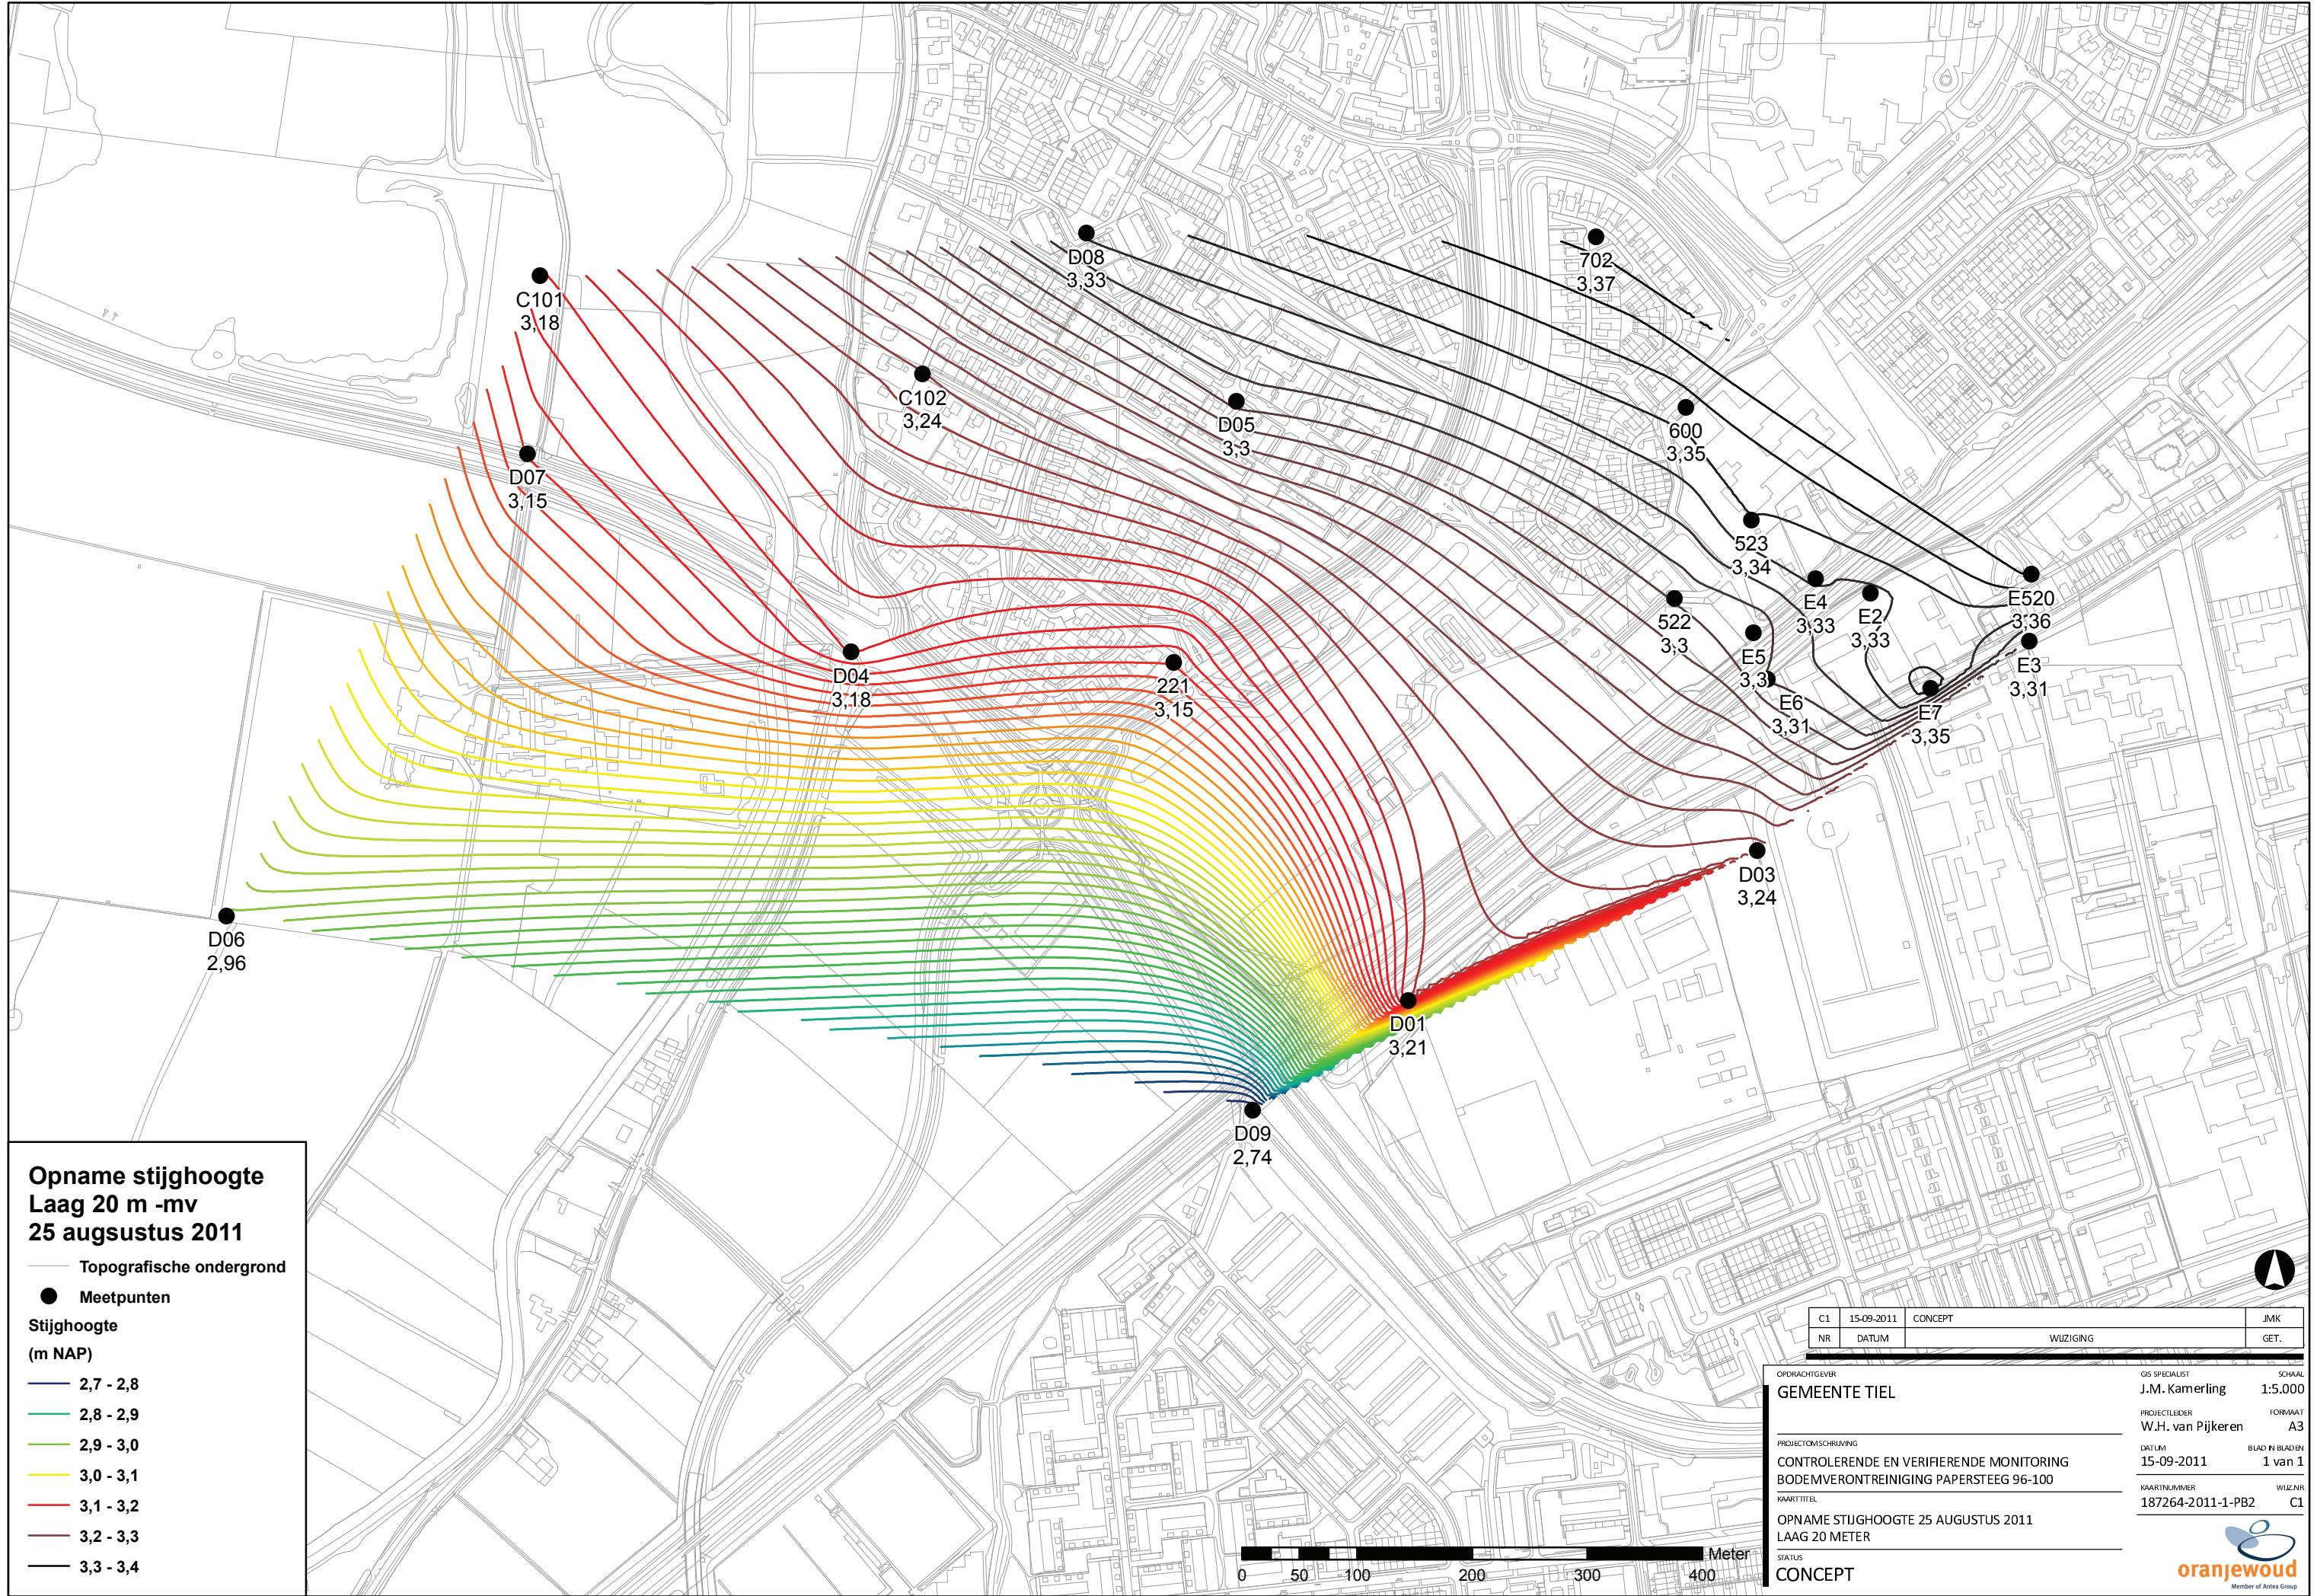 D08
3,33
702
3,37
C101
3,18
C102
3,24
D05
3,3
600
3,35
D07
3,15
523
3,34
E4
3,33
E2
3,33
E520
3,36
522
3,3
E5
3,3
E3
3,31
D04
3,18
221
3,15
E6
3,31
E7
3,35
D03
3,24
D06
2,96
D01
3,21
D09
2,74
Opname stijghoogte
Laag 20 m -mv
25 augsustus 2011
Topografische ondergrond
Meetpunten
Stijghoogte
(m NAP)
2,7 - 2,8
2,8 - 2,9
2,9 - 3,0
3,0 - 3,1
3,1 - 3,2
3,2 - 3,3
3,3 - 3,4
0 50 100 200 300 400
Meter
C1 15-09-2011 CONCEPT JMK
NR DATUM WIJZIGING GET.
OPDRACHTGEVER
GEMEENTE TIEL
GIS SPECIALIST SCHAAL
J.M. Kamerling 1:5.000
PROJECTLEIDER FORMAAT
W.H. van Pijkeren A3
PROJECTOMSCHRIJVING
CONTROLERENDE EN VERIFIERENDE MONITORING
BODEMVERONTREINIGING PAPERSTEEG 96-100
DATUM BLAD IN BLADEN
15-09-2011 1 van 1
KAARTTITEL
OPNAME STIJGHOOGTE 25 AUGUSTUS 2011
LAAG 20 METER
KAARTNUMMER WIJZ.NR
187264-2011-1-PB2 C1
STATUS
CONCEPT
oranjewoud
Member of Antea Group